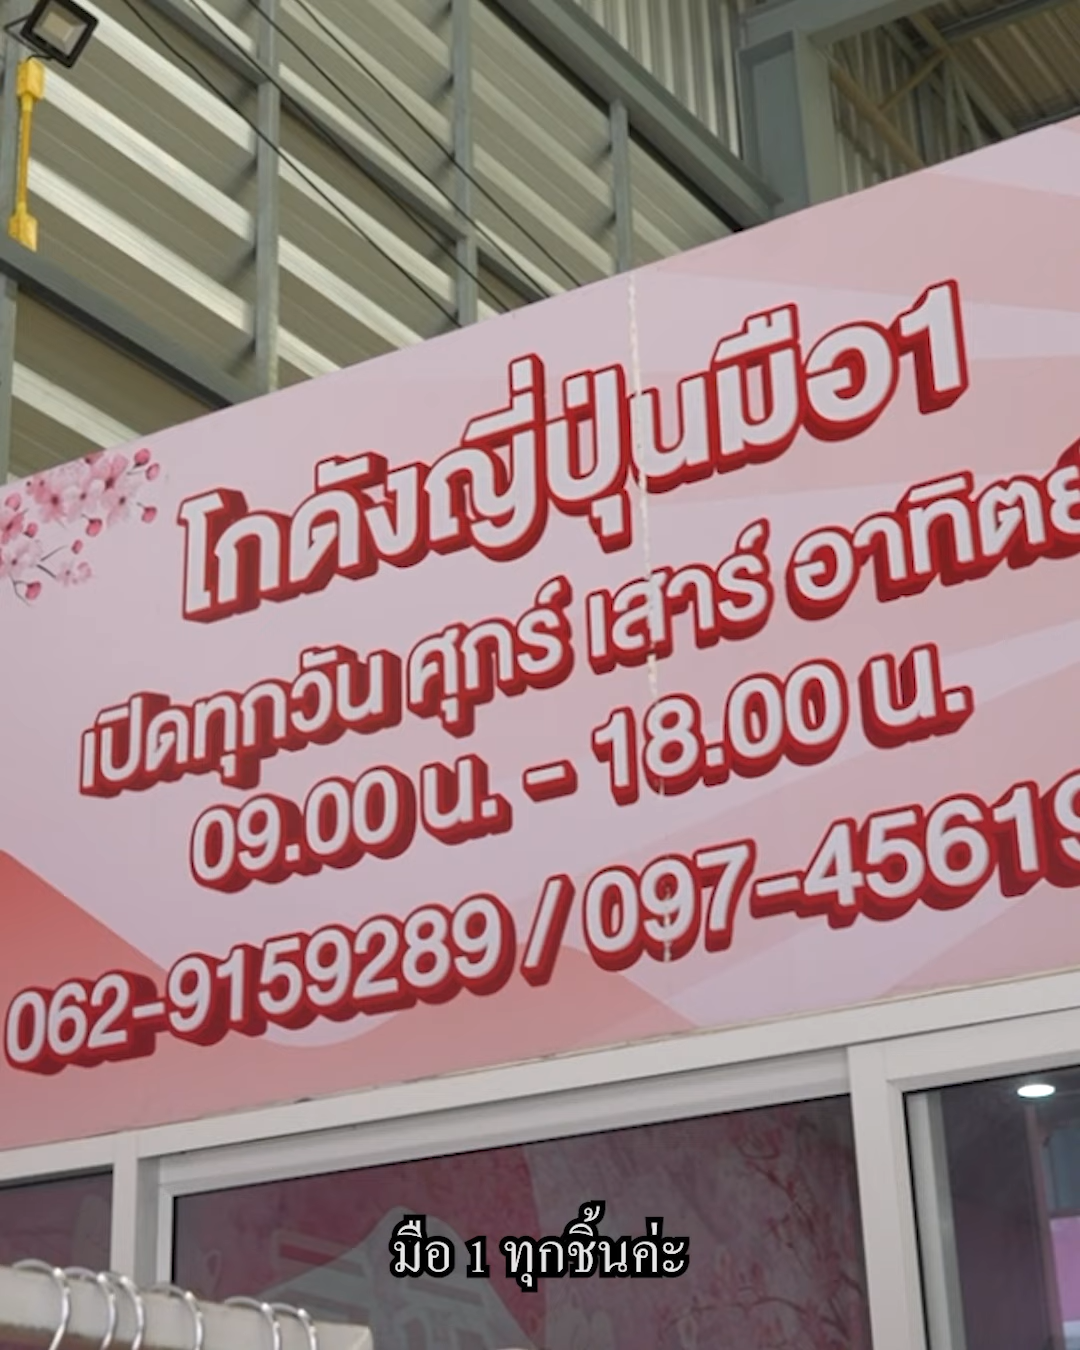 โกดังญี่ปุ่นมือ1
เปิดทุกวัน ศุกร์ เสาร์ อาทิตย์
09.00 น. - 18.00 น.
062-9159289 / 097-45619
มือ 1 ทุกชิ้นค่ะ